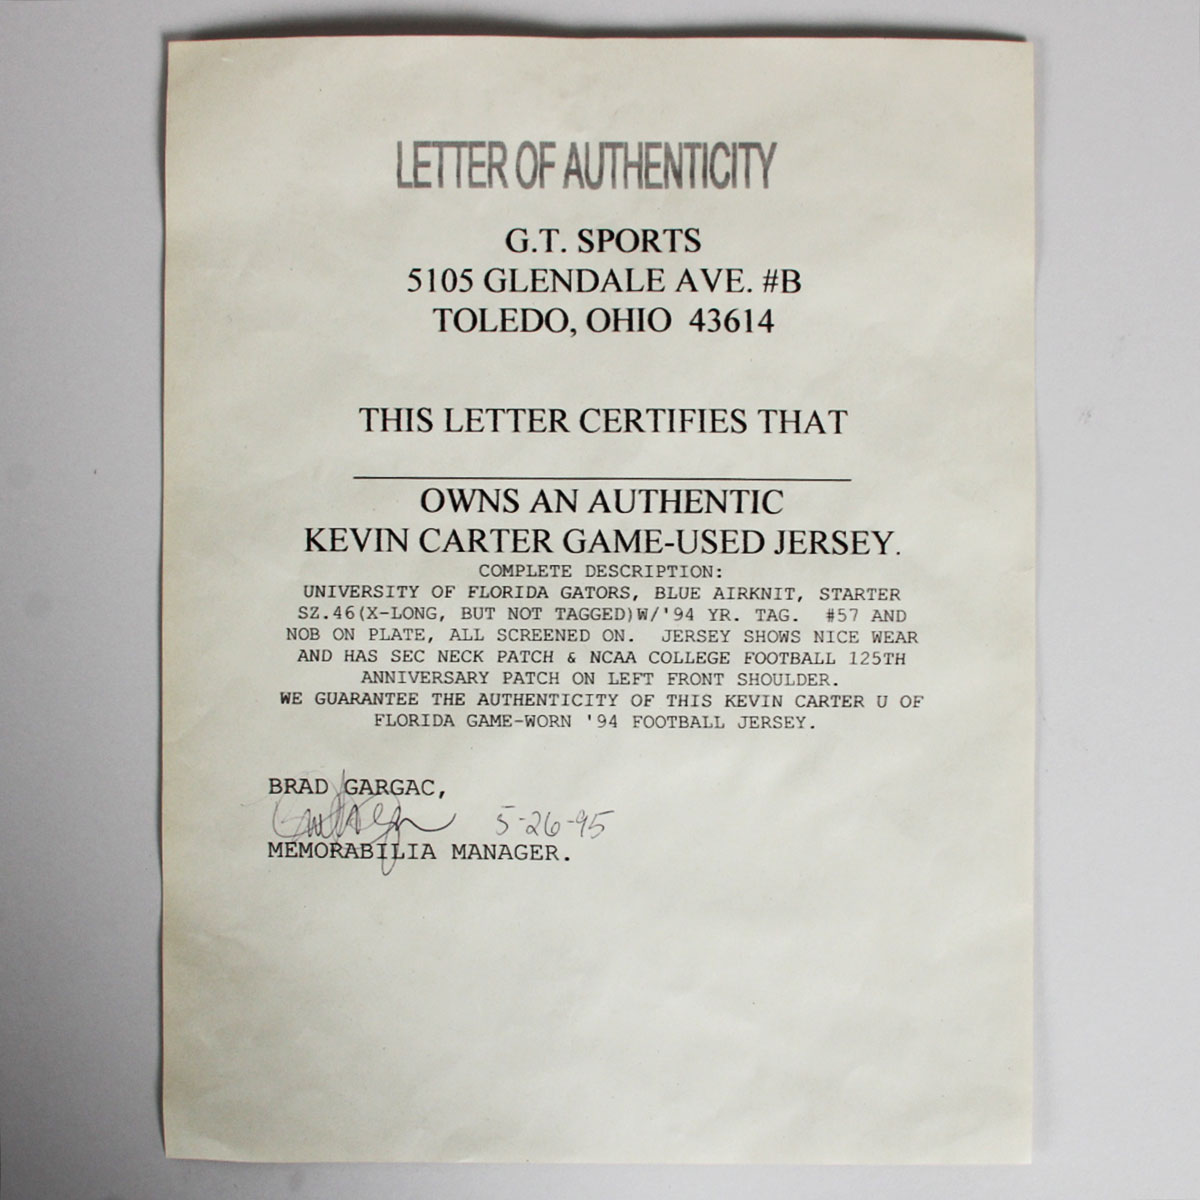 LETTER OF AUTHENTICITY
G.T. SPORTS
5105 GLENDALE AVE. #B
TOLEDO, OHIO 43614
THIS LETTER CERTIFIES THAT
OWNS AN AUTHENTIC
KEVIN CARTER GAME-USED JERSEY.
COMPLETE DESCRIPTION:
UNIVERSITY OF FLORIDA GATORS, BLUE AIRKNIT, STARTER
SZ.46(X-LONG, BUT NOT TAGGED)W/'94 YR. TAG. #57 AND
NOB ON PLATE, ALL SCREENED ON. JERSEY SHOWS NICE WEAR
AND HAS SEC NECK PATCH & NCAA COLLEGE FOOTBALL 125TH
ANNIVERSARY PATCH ON LEFT FRONT SHOULDER.
WE GUARANTEE THE AUTHENTICITY OF THIS KEVIN CARTER U OF
FLORIDA GAME-WORN '94 FOOTBALL JERSEY.
BRAD GARGAC,
5-26-95
MEMORABILIA MANAGER.